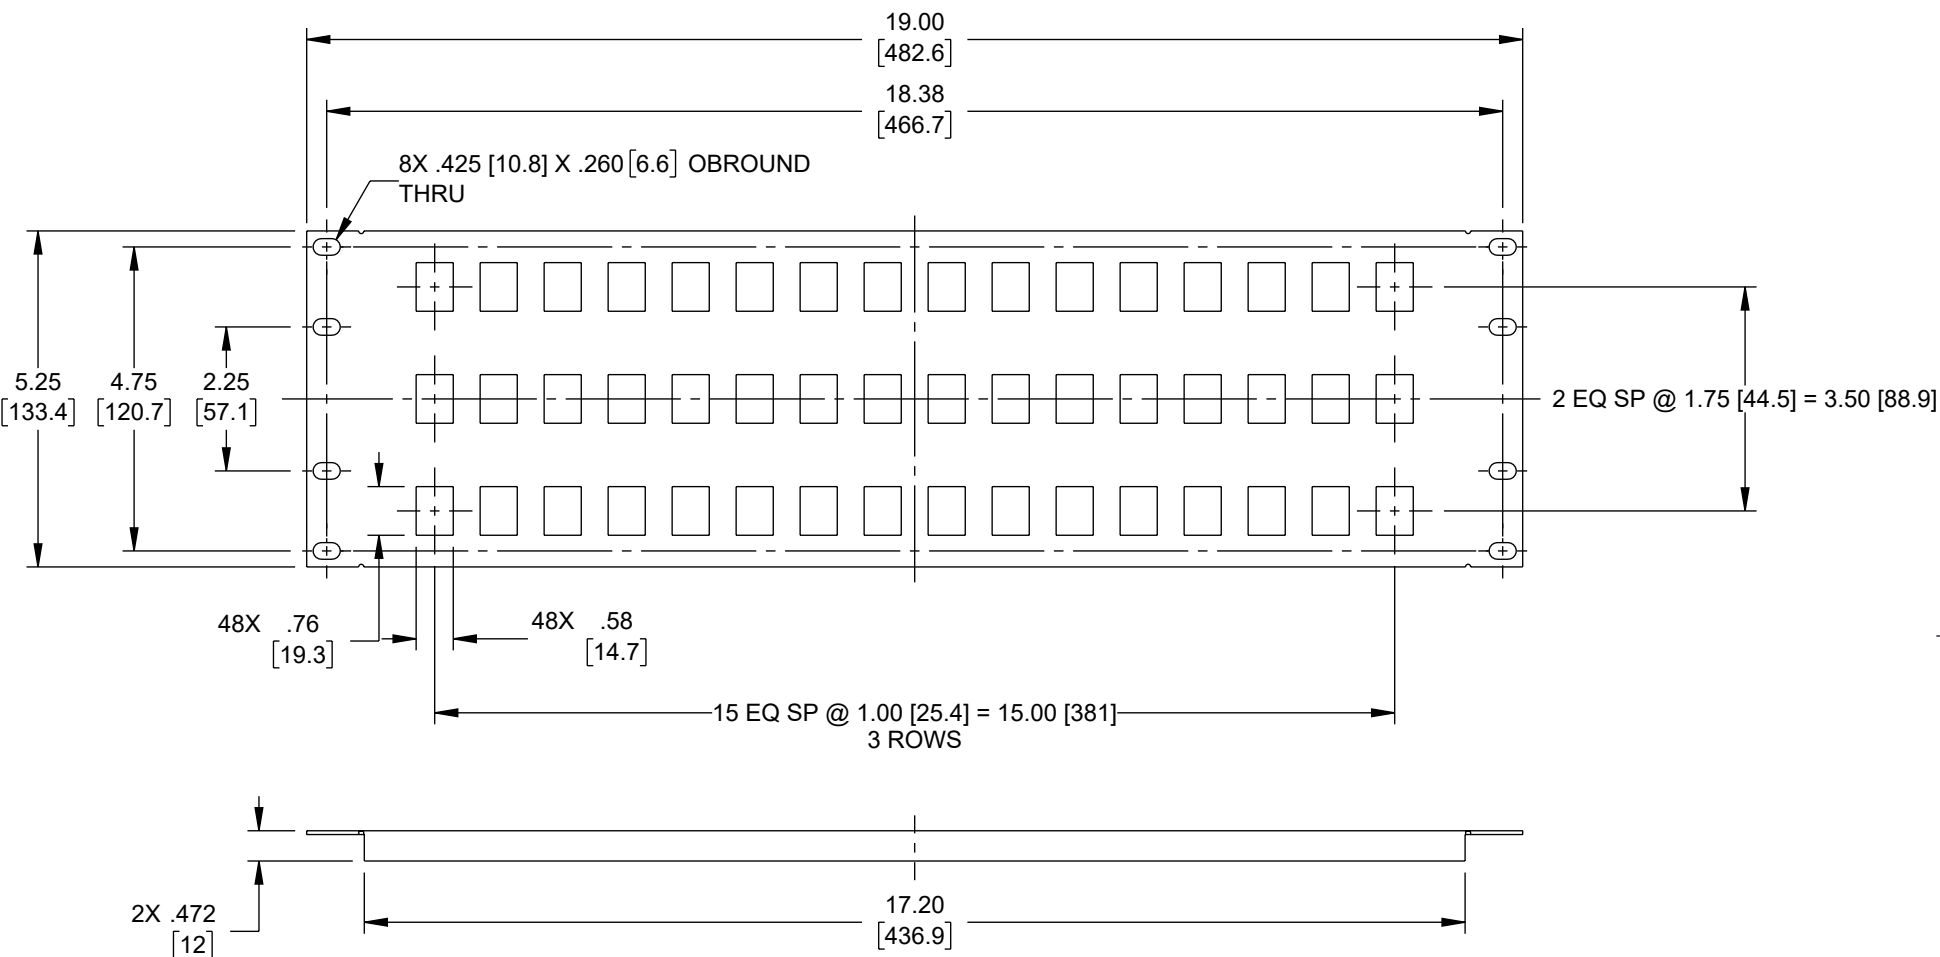 19.00
[482.6]
18.38
[466.7]
8X .425 [10.8] X .260 [6.6] OBROUND
THRU
5.25
[133.4]
4.75
[120.7]
2.25
[57.1]
2 EQ SP @ 1.75 [44.5] = 3.50 [88.9]
48X .76
[19.3]
48X .58
[14.7]
15 EQ SP @ 1.00 [25.4] = 15.00 [381]
3 ROWS
2X .472
[12]
17.20
[436.9]